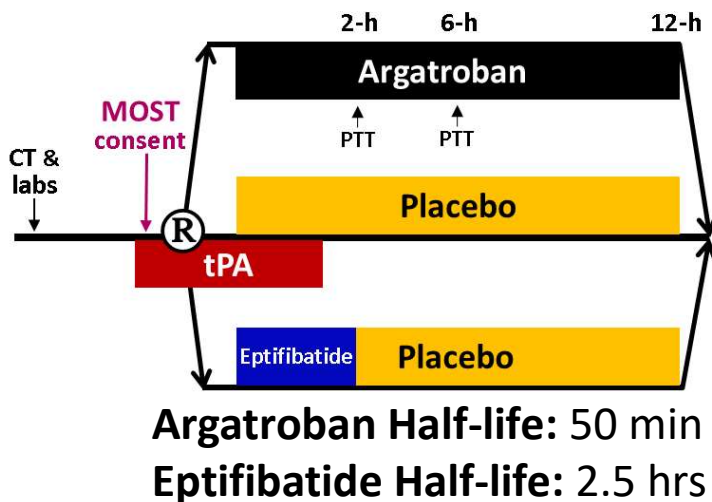 2-h 6-h 12-h
Argatroban
MOST
consent
PTT PTT
CT &
labs
Placebo
R
tPA
Eptifibatide Placebo
Argatroban Half-life: 50 min
Eptifibatide Half-life: 2.5 hrs